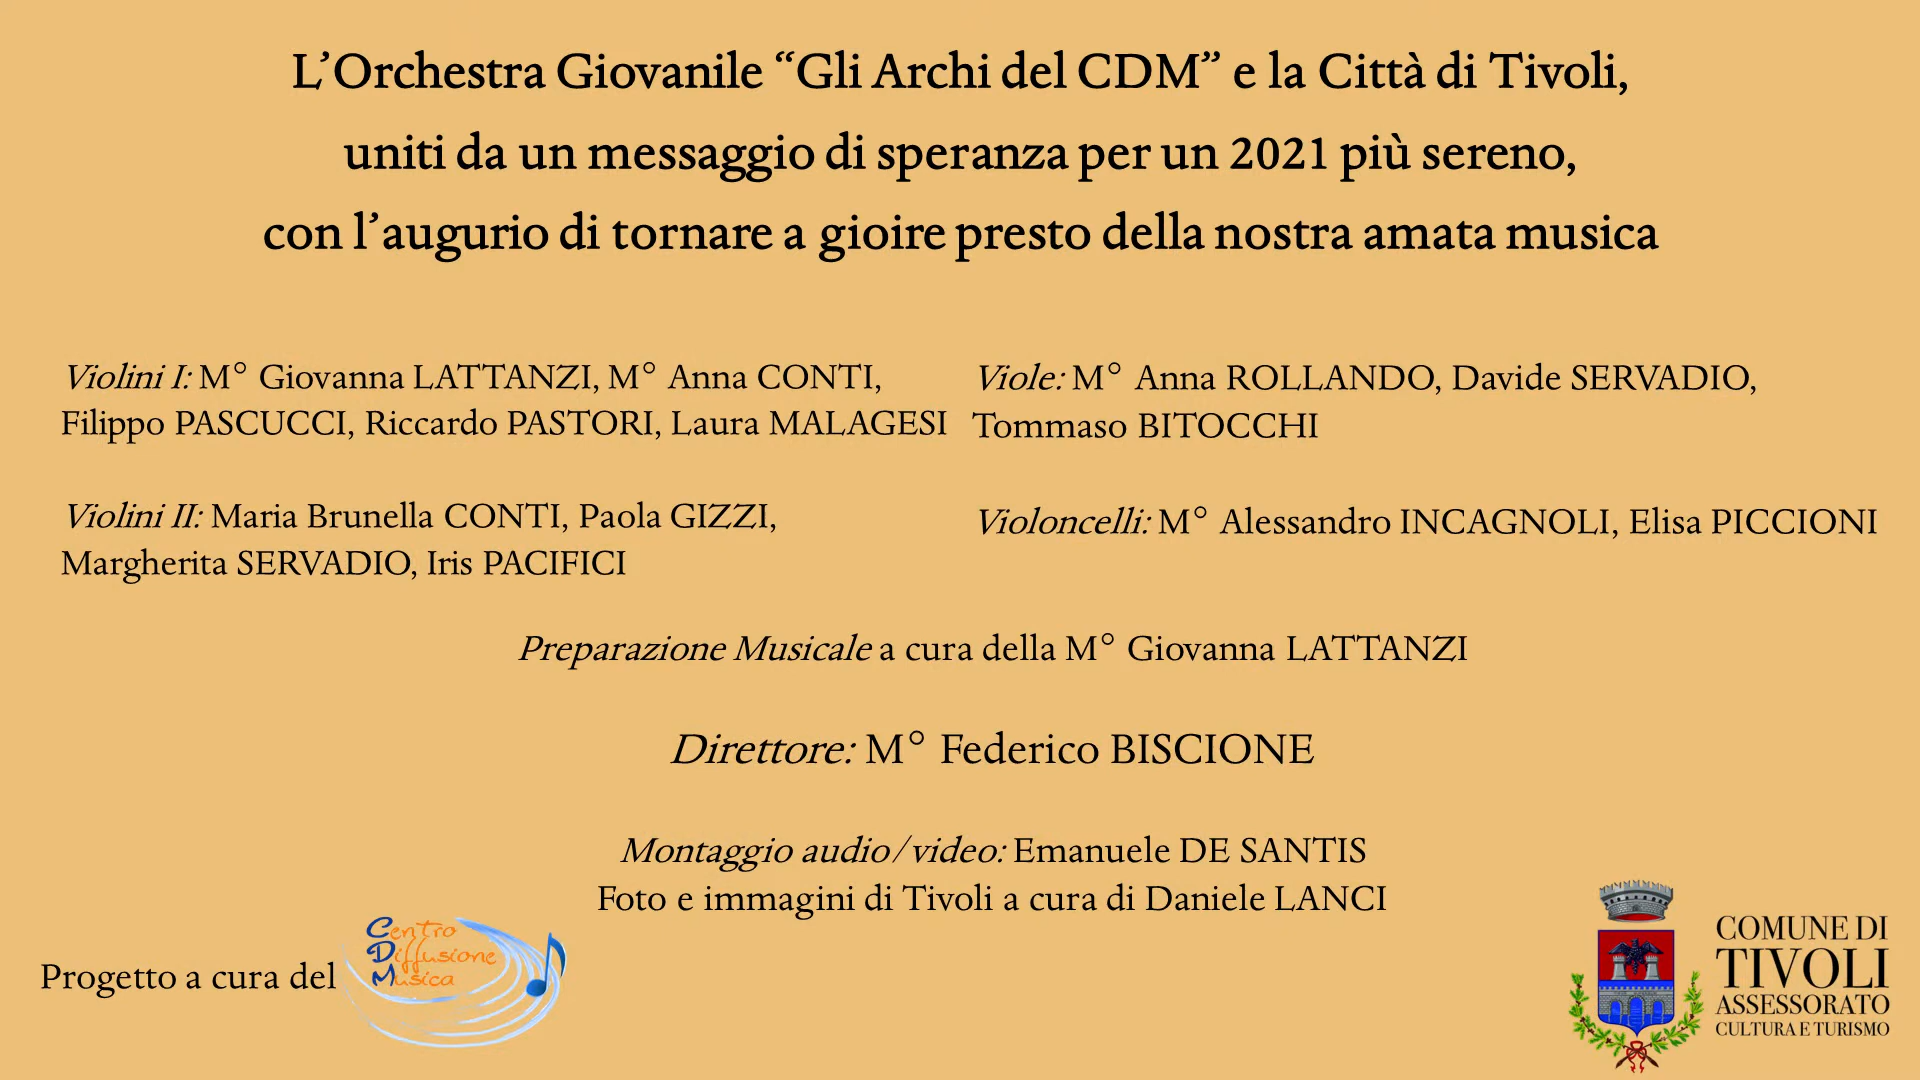 L’Orchestra Giovanile “Gli Archi del CDM” e la Città di Tivoli,
uniti da un messaggio di speranza per un 2021 più sereno,
con l’augurio di tornare a gioire presto della nostra amata musica
Violini I: M° Giovanna LATTANZI, M° Anna CONTI,
Filippo PASCUCCI, Riccardo PASTORI, Laura MALAGESI
Violini II: Maria Brunella CONTI, Paola GIZZI,
Margherita SERVADIO, Iris PACIFICI
Viole: M° Anna ROLLANDO, Davide SERVADIO,
Tommaso BITOCCHI
Violoncelli: M° Alessandro INCAGNOLI, Elisa PICCIONI
Preparazione Musicale a cura della M° Giovanna LATTANZI
Direttore: M° Federico BISCIONE
Montaggio audio/video: Emanuele DE SANTIS
Foto e immagini di Tivoli a cura di Daniele LANCI
Progetto a cura del
Centro
Diffusione
Musica
COMUNE DI
TIVOLI
ASSESSORATO
CULTURA E TURISMO